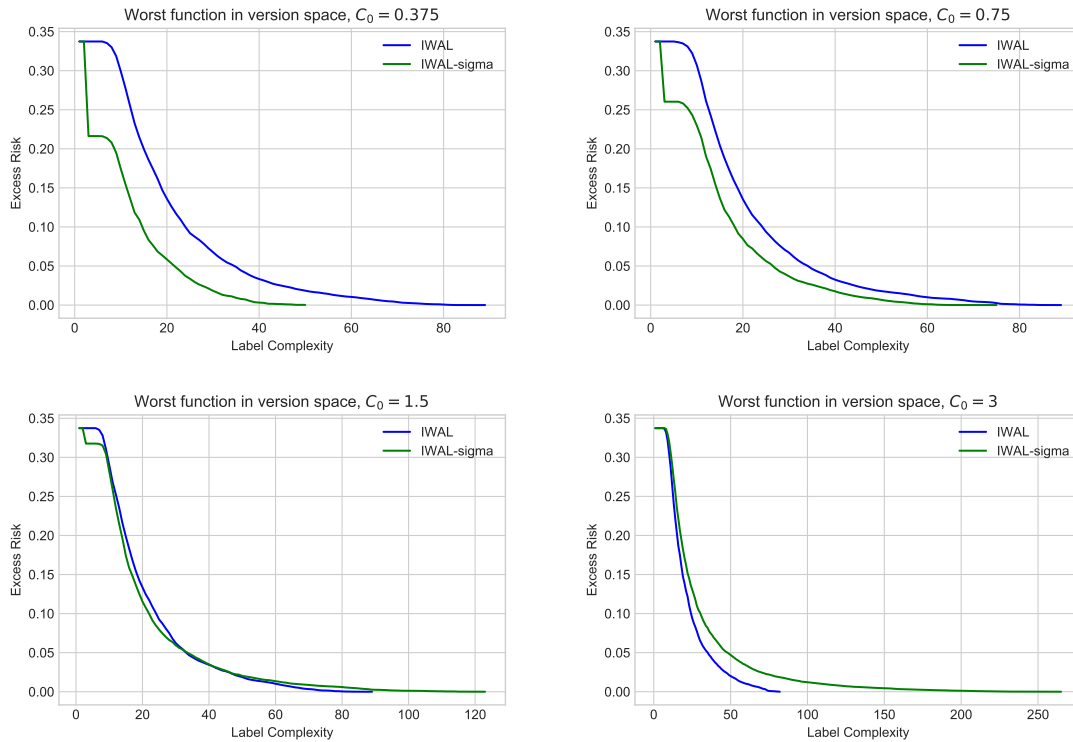 Worst function in version space, C₀ = 0.375
Excess Risk
0.35
0.30
0.25
0.20
0.15
0.10
0.05
0.00
IWAL
IWAL-sigma
0 20 40 60 80
Label Complexity
Worst function in version space, C₀ = 0.75
Excess Risk
0.35
0.30
0.25
0.20
0.15
0.10
0.05
0.00
IWAL
IWAL-sigma
0 20 40 60 80
Label Complexity
Worst function in version space, C₀ = 1.5
Excess Risk
0.35
0.30
0.25
0.20
0.15
0.10
0.05
0.00
IWAL
IWAL-sigma
0 20 40 60 80 100 120
Label Complexity
Worst function in version space, C₀ = 3
Excess Risk
0.35
0.30
0.25
0.20
0.15
0.10
0.05
0.00
IWAL
IWAL-sigma
0 50 100 150 200 250
Label Complexity